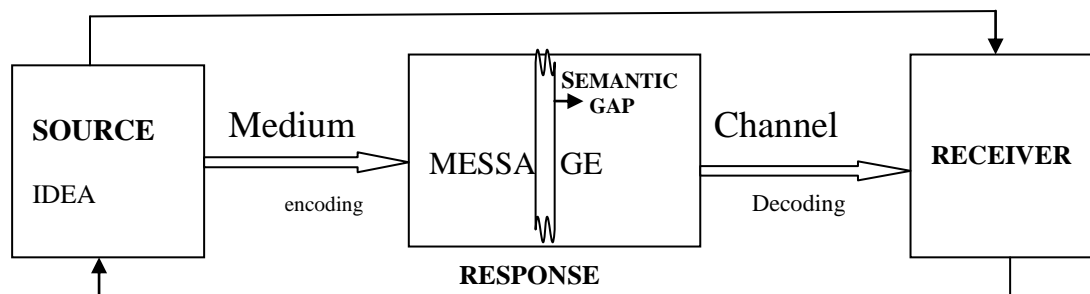 SEMANTIC
GAP
SOURCE
Medium
Channel
MESSA GE
RECEIVER
IDEA
encoding
Decoding
RESPONSE